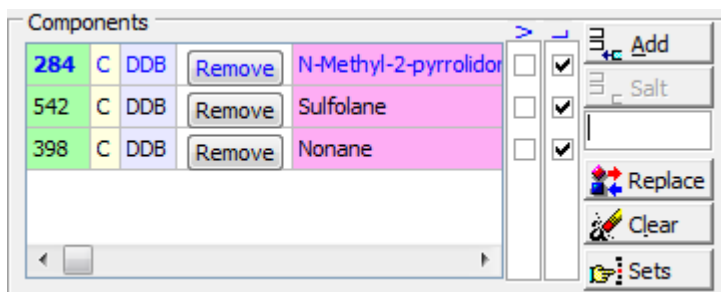 Components
V L
284 C DDB Remove N-Methyl-2-pyrrolidor
542 C DDB Remove Sulfolane
398 C DDB Remove Nonane
Add
Salt
Replace
Clear
Sets